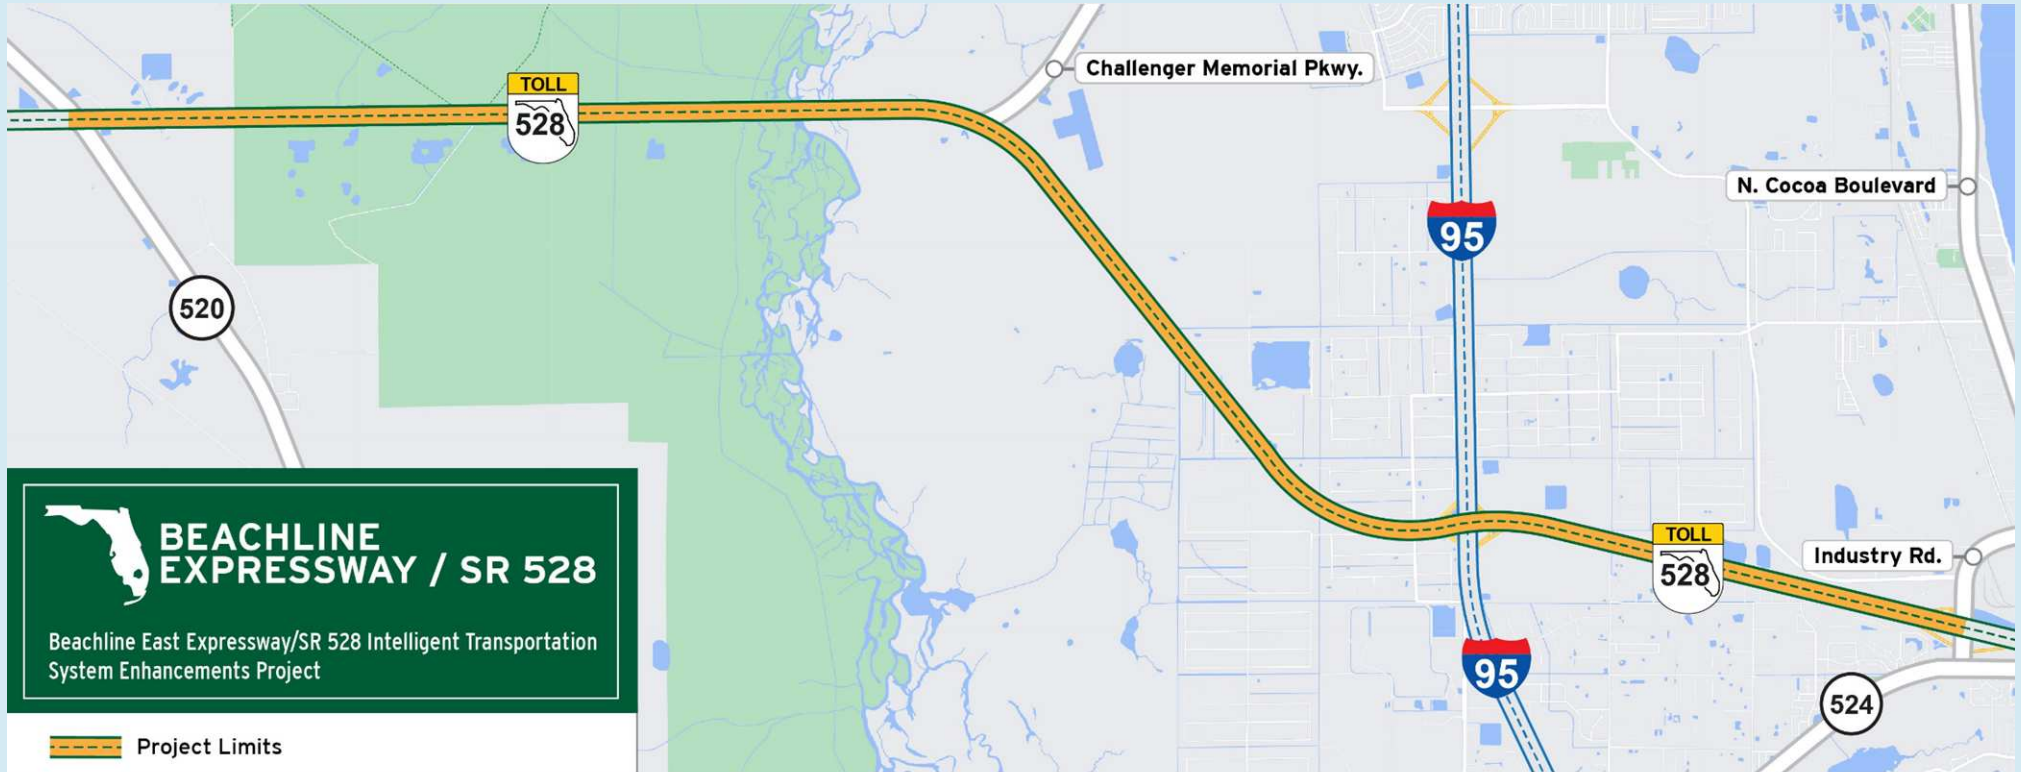 Challenger Memorial Pkwy.
TOLL
528
N. Cocoa Boulevard
95
520
BEACHLINE
EXPRESSWAY / SR 528
Beachline East Expressway/SR 528 Intelligent Transportation
System Enhancements Project
Project Limits
TOLL
528
Industry Rd.
95
524